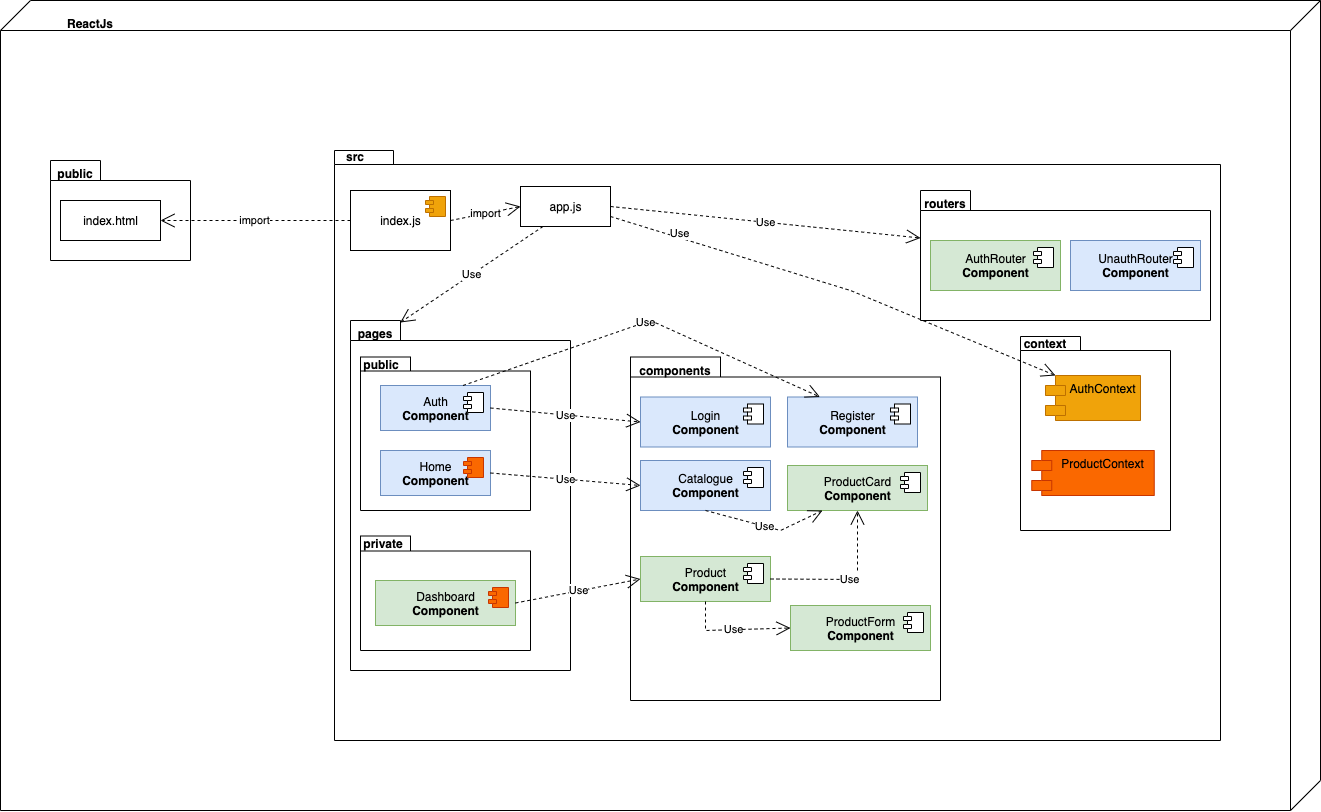 ReactJs
public
index.html
import
src
index.js
import
app.js
Use
Use
Use
routers
AuthRouter
Component
UnauthRouter
Component
context
AuthContext
ProductContext
pages
public
Auth
Component
Home
Component
private
Dashboard
Component
Use
Use
Use
Use
components
Login
Component
Register
Component
Catalogue
Component
ProductCard
Component
Use
Product
Component
Use
Use
ProductForm
Component